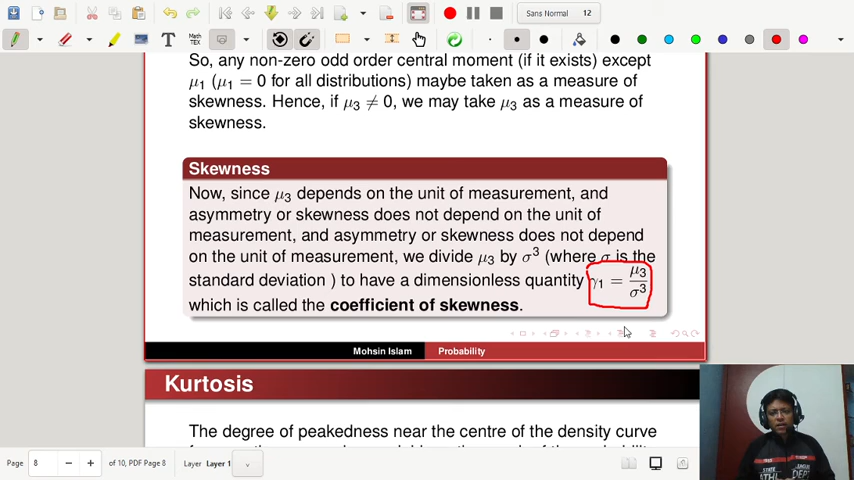 Sans Normal 12
T MATH TEX
So, any non-zero odd order central moment (if it exists) except
μ₁ (μ₁ = 0 for all distributions) maybe taken as a measure of
skewness. Hence, if μ₃ ≠ 0, we may take μ₃ as a measure of
skewness.
Skewness
Now, since μ₃ depends on the unit of measurement, and
asymmetry or skewness does not depend on the unit of
measurement, and asymmetry or skewness does not depend
on the unit of measurement, we divide μ₃ by σ³ (where σ is the
standard deviation ) to have a dimensionless quantity γ₁ = μ₃/σ³
which is called the coefficient of skewness.
Mohsin Islam Probability
Kurtosis
The degree of peakedness near the centre of the density curve
Page 8 of 10, PDF Page 8 Layer Layer 1